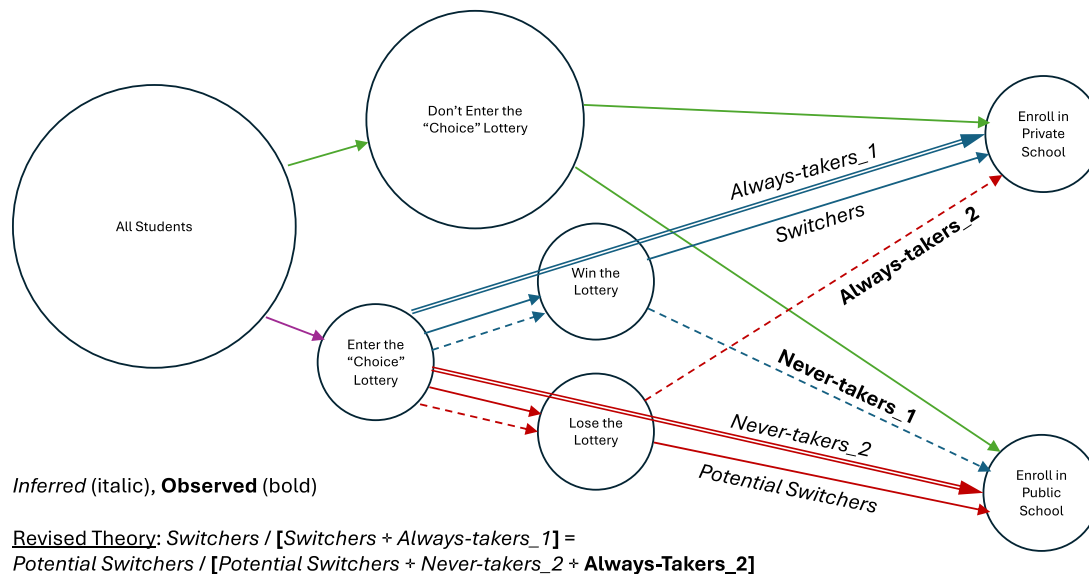 Don't Enter the
"Choice" Lottery
Enroll in
Private
School
Always-takers_1
All Students
Switchers
Always-takers_2
Win the
Lottery
Enter the
"Choice"
Lottery
Never-takers_1
Lose the
Lottery
Never-takers_2
Potential Switchers
Enroll in
Public
School
Inferred (italic), Observed (bold)
Revised Theory: Switchers / [Switchers + Always-takers_1] =
Potential Switchers / [Potential Switchers + Never-takers_2 + Always-Takers_2]